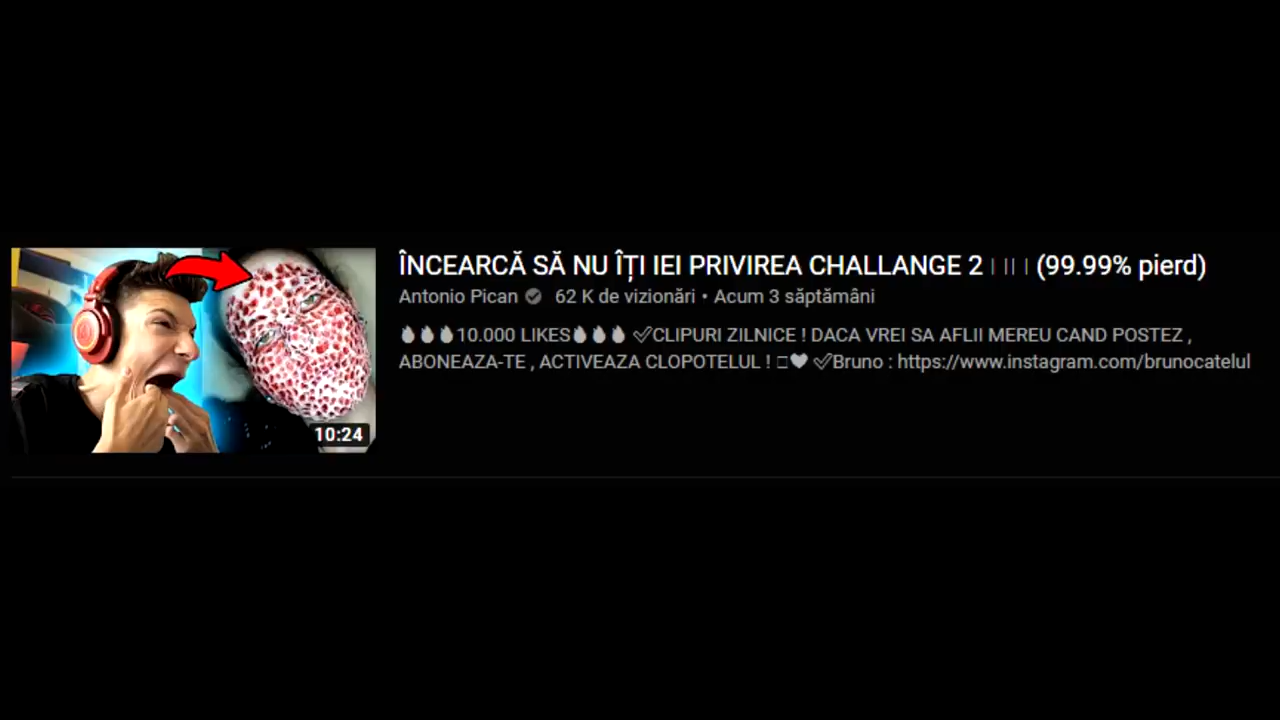 ÎNCEARCĂ SĂ NU ÎȚI IEI PRIVIREA CHALLANGE 2 (99.99% pierd)
Antonio Pican 62 K de vizionări • Acum 3 săptămâni
10.000 LIKES ✓CLIPURI ZILNICE ! DACA VREI SA AFLII MEREU CAND POSTEZ ,
ABONEAZA-TE , ACTIVEAZA CLOPOTELUL ! ♥ ✓Bruno : https://www.instagram.com/brunocatelul
10:24